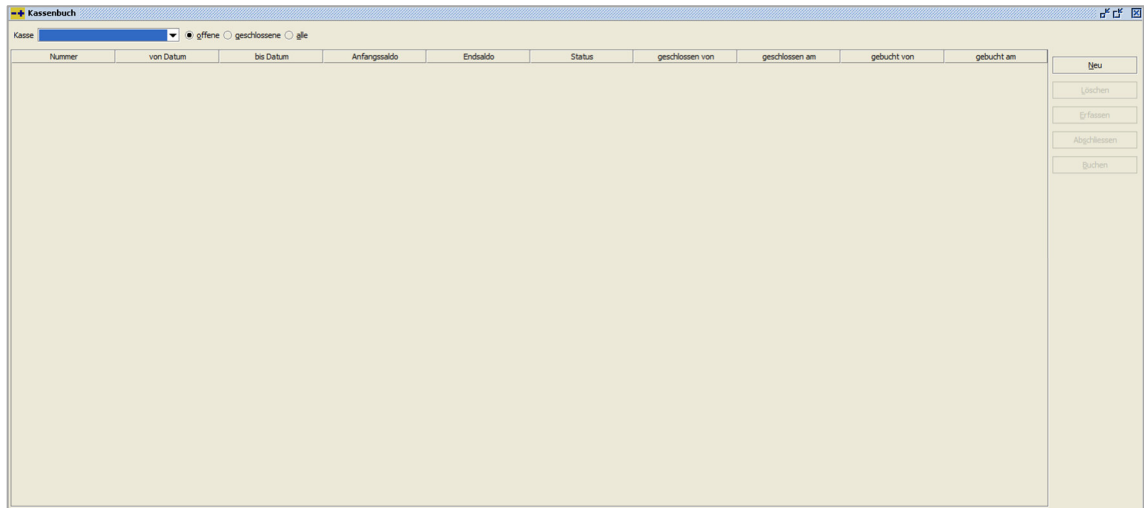 Kassenbuch
Kasse offene geschlossene alle
Nummer von Datum bis Datum Anfangssaldo Endsaldo Status geschlossen von geschlossen am gebucht von gebucht am
Neu
Löschen
Erfassen
Abschliessen
Buchen